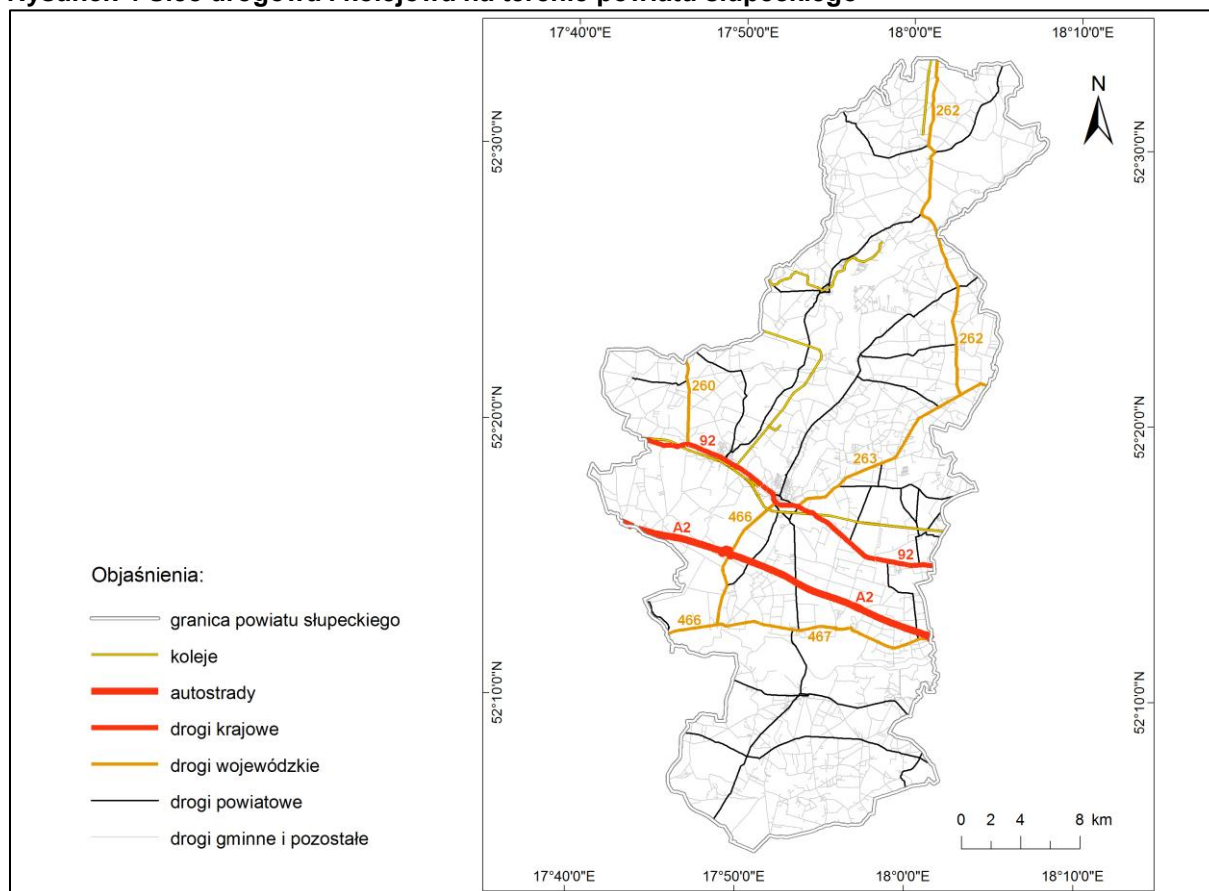 Rysunek 1 Sieć drogowa i kolejowa na terenie powiatu słupeckiego
17°40'0"E 17°50'0"E 18°0'0"E 18°10'0"E
N
262
52°30'0"N 52°30'0"N
262
260
52°20'0"N 52°20'0"N
92
263
466
A2
92
A2
466
467
52°10'0"N 52°10'0"N
Objaśnienia:
granica powiatu słupeckiego
koleje
autostrady
drogi krajowe
drogi wojewódzkie
drogi powiatowe
drogi gminne i pozostałe
0 2 4 8 km
17°40'0"E 17°50'0"E 18°0'0"E 18°10'0"E